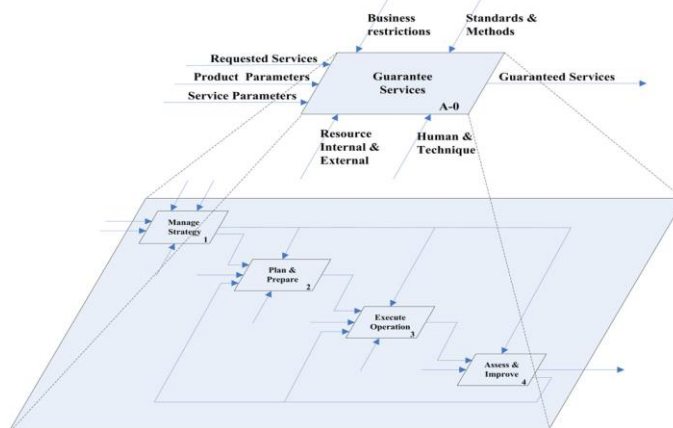 Business
restrictions
Standards &
Methods
Requested Services
Product Parameters
Service Parameters
Guarantee
Services
A-0
Guaranteed Services
Resource
Internal &
External
Human &
Technique
Manage
Strategy
1
Plan &
Prepare
2
Execute
Operation
3
Assess &
Improve
4